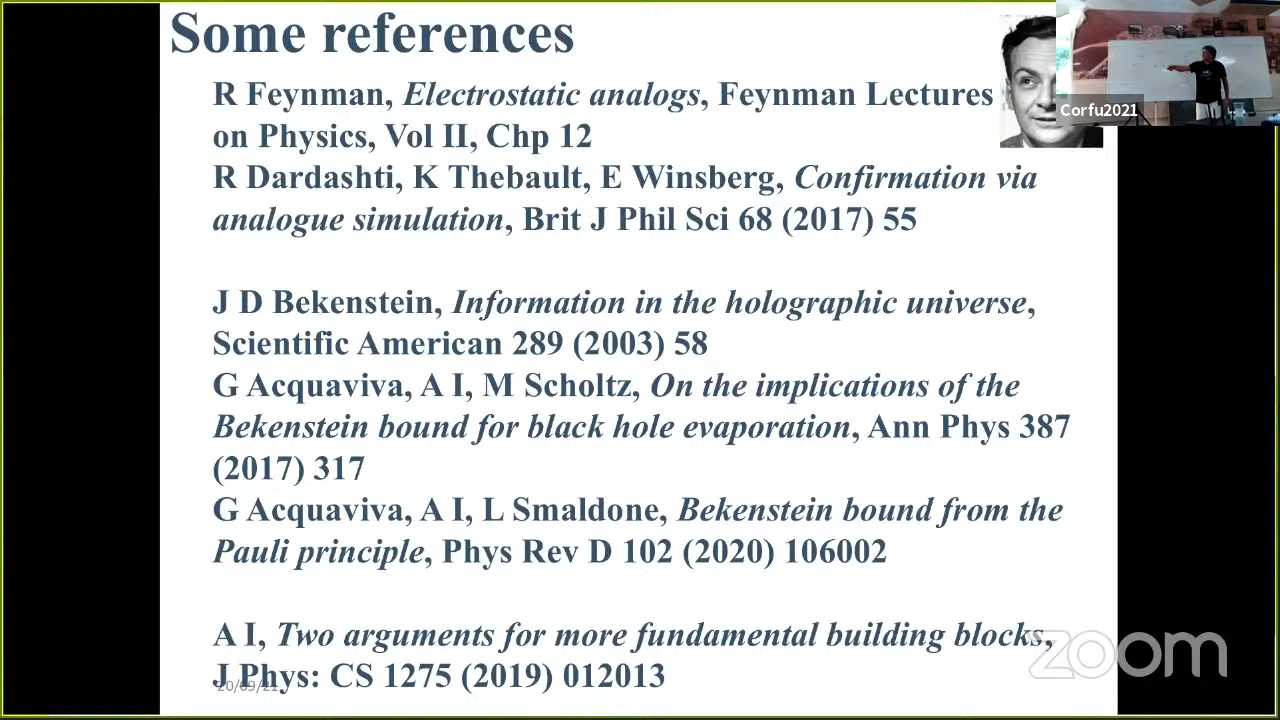 Some references
R Feynman, Electrostatic analogs, Feynman Lectures
on Physics, Vol II, Chp 12
R Dardashti, K Thebault, E Winsberg, Confirmation via
analogue simulation, Brit J Phil Sci 68 (2017) 55
J D Bekenstein, Information in the holographic universe,
Scientific American 289 (2003) 58
G Acquaviva, A I, M Scholtz, On the implications of the
Bekenstein bound for black hole evaporation, Ann Phys 387
(2017) 317
G Acquaviva, A I, L Smaldone, Bekenstein bound from the
Pauli principle, Phys Rev D 102 (2020) 106002
A I, Two arguments for more fundamental building blocks,
J Phys: CS 1275 (2019) 012013
20/09/21
Corfu2021
zoom